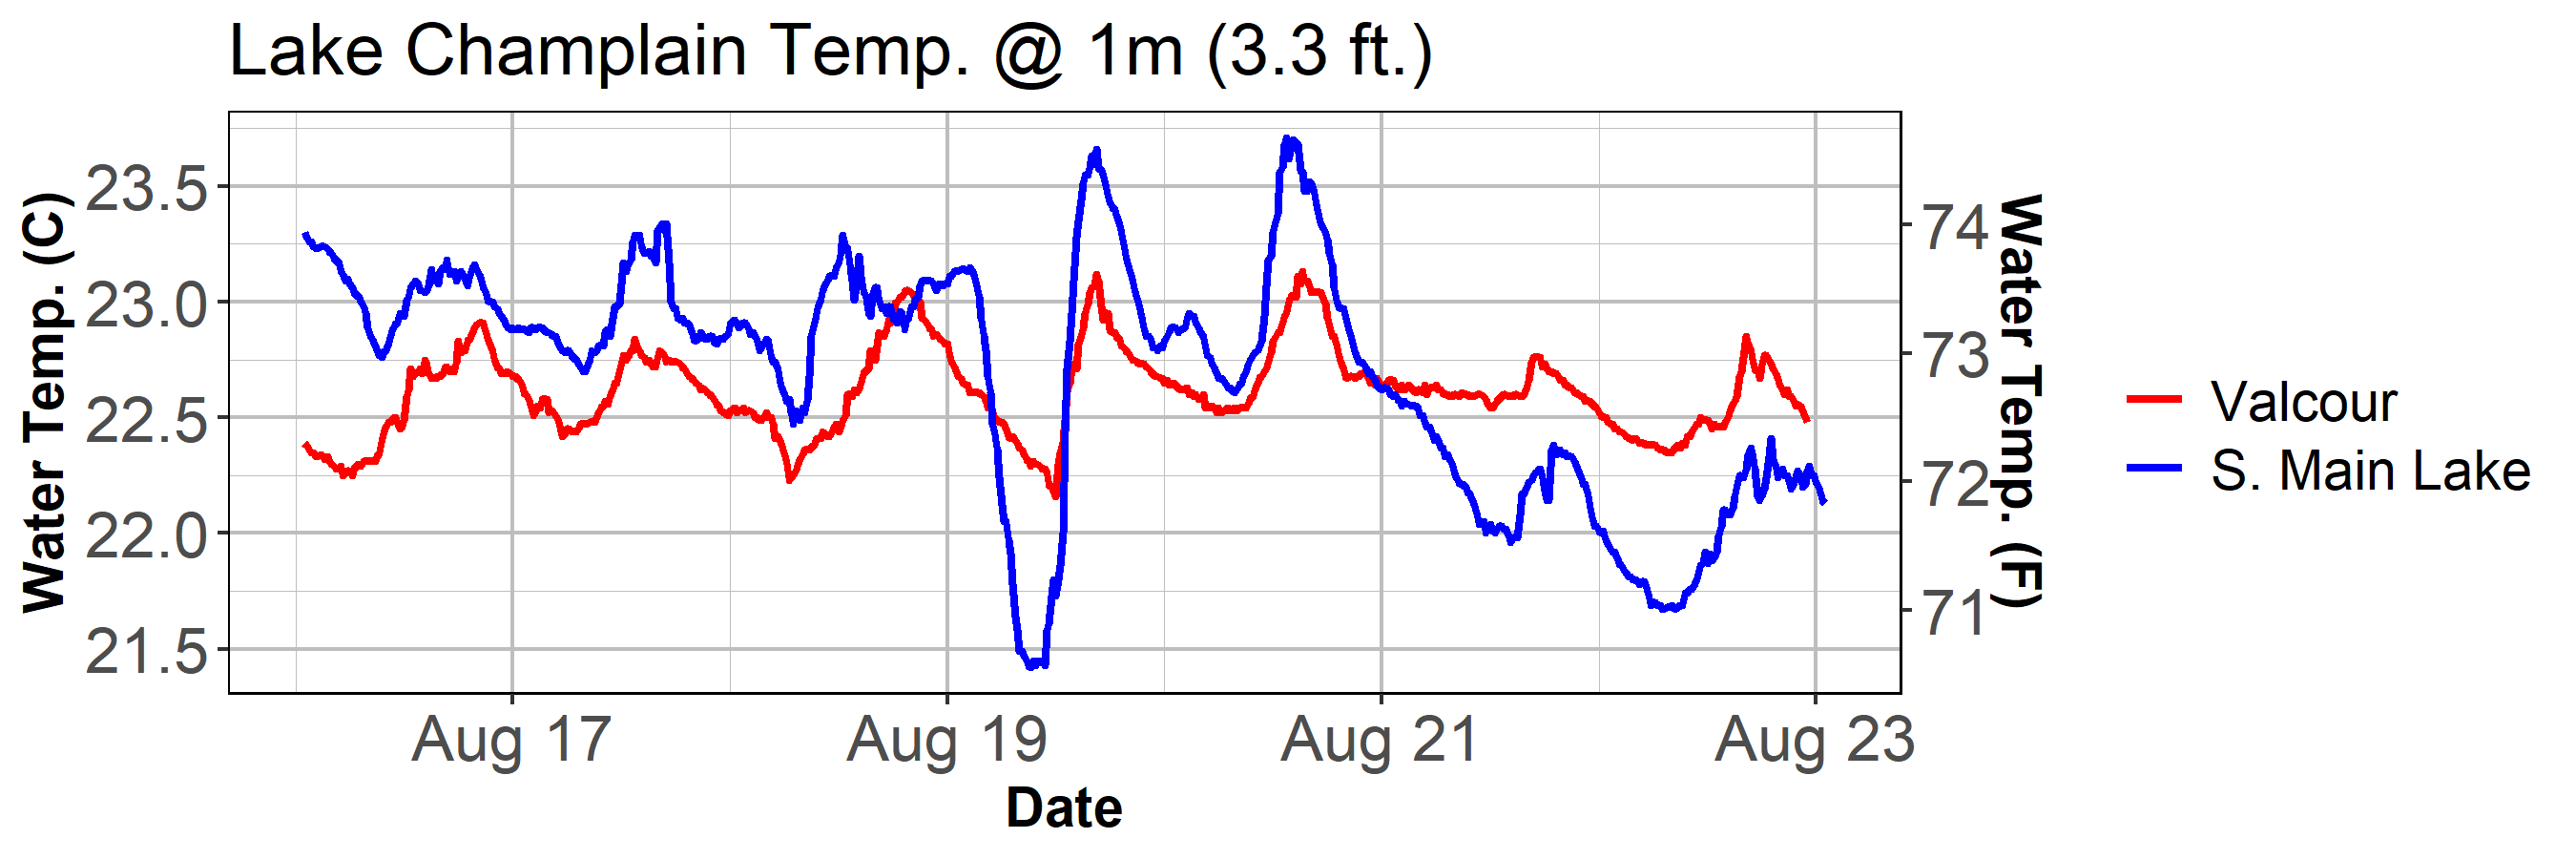 Lake Champlain Temp. @ 1m (3.3 ft.)
Water Temp. (C)
23.5
23.0
22.5
22.0
21.5
74
73
72
71
Water Temp. (F)
Aug 17
Aug 19
Aug 21
Aug 23
Date
Valcour
S. Main Lake